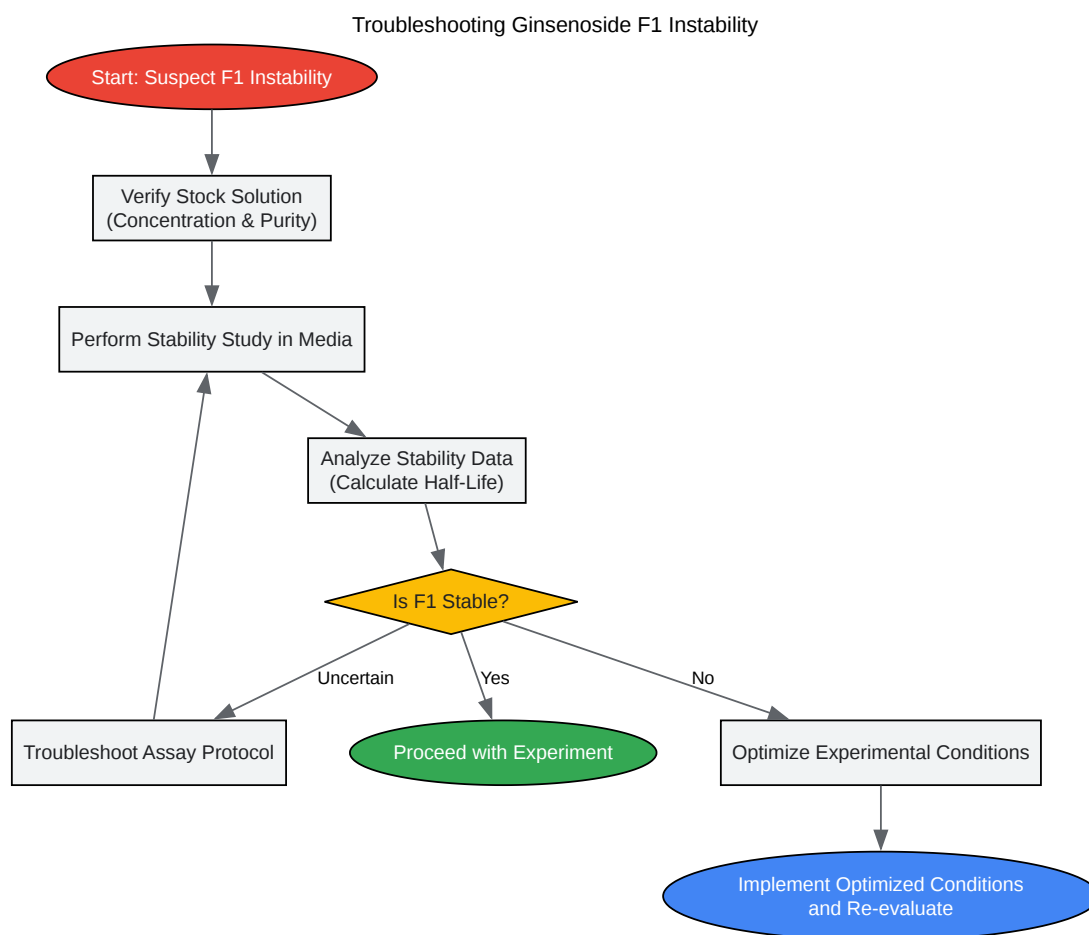 Troubleshooting Ginsenoside F1 Instability
Start: Suspect F1 Instability
Verify Stock Solution
(Concentration & Purity)
Perform Stability Study in Media
Analyze Stability Data
(Calculate Half-Life)
Is F1 Stable?
Uncertain
Yes
No
Troubleshoot Assay Protocol
Proceed with Experiment
Optimize Experimental Conditions
Implement Optimized Conditions
and Re-evaluate